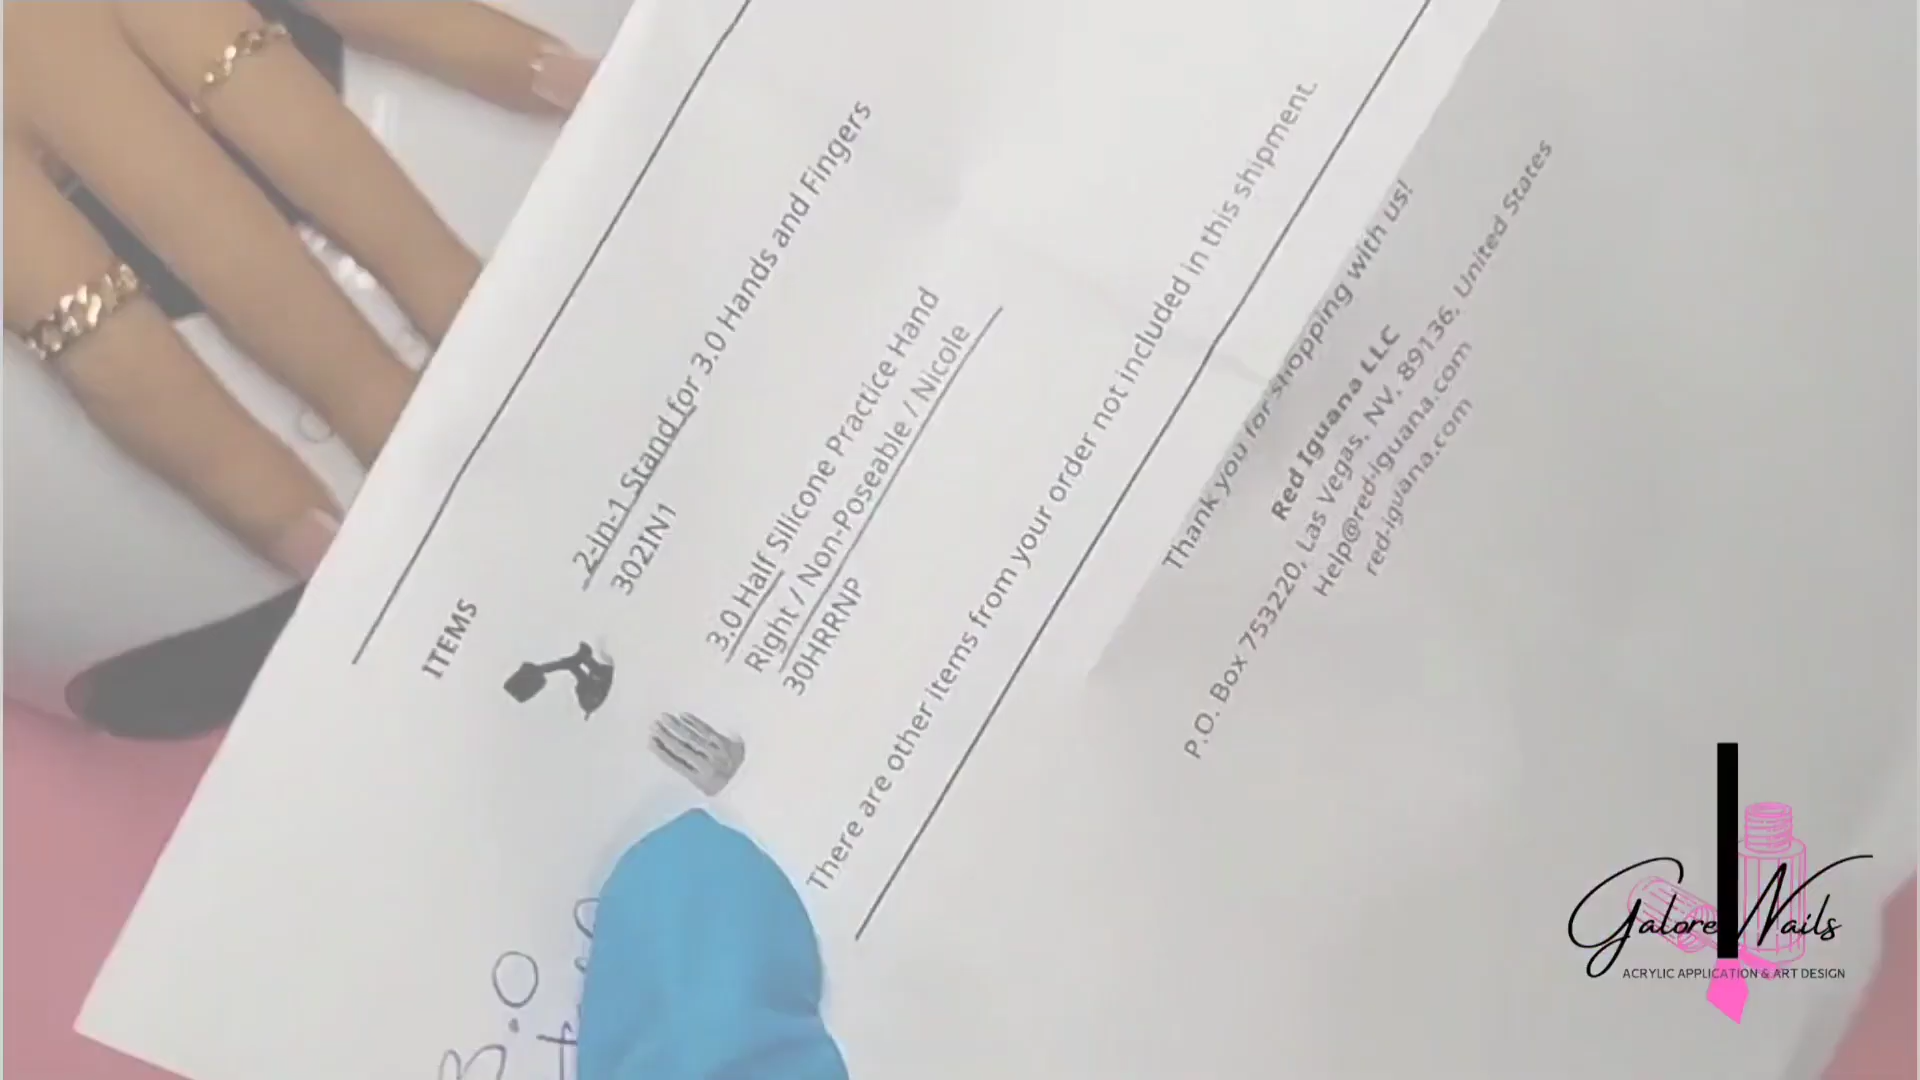 ITEMS
2-in-1 Stand for 3.0 Hands and Fingers
302IN1
3.0 Half Silicone Practice Hand
Right / Non-Poseable / Nicole
30HRRNP
There are other items from your order not included in this shipment.
Thank you for shopping with us!
Red Iguana LLC
P.O. Box 753220, Las Vegas, NV, 89136, United States
Help@red-iguana.com
red-iguana.com
3.0
Galore Nails
ACRYLIC APPLICATION & ART DESIGN